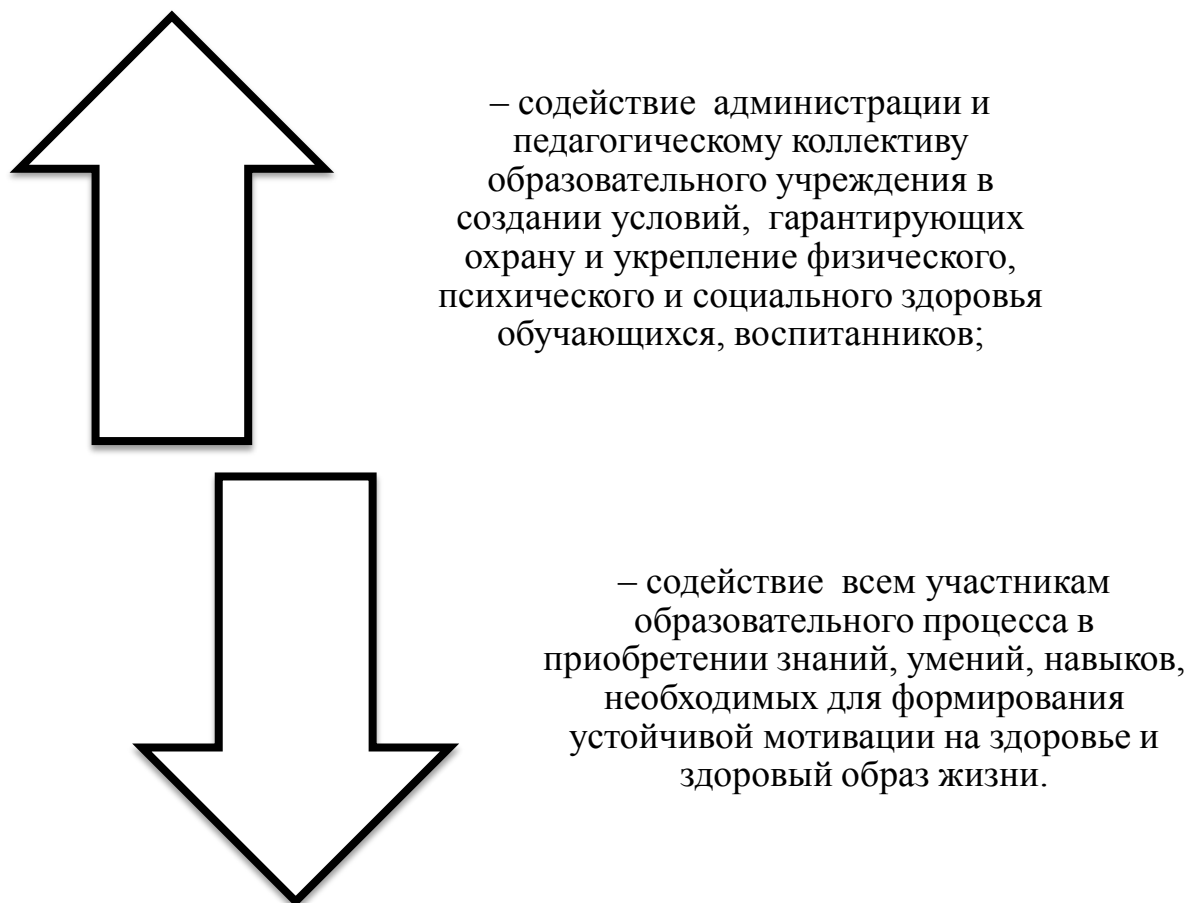 – содействие  администрации и
педагогическому коллективу
образовательного учреждения в
создании условий,  гарантирующих
охрану и укрепление физического,
психического и социального здоровья
обучающихся, воспитанников;
– содействие  всем участникам
образовательного процесса в
приобретении знаний, умений, навыков,
необходимых для формирования
устойчивой мотивации на здоровье и
здоровый образ жизни.